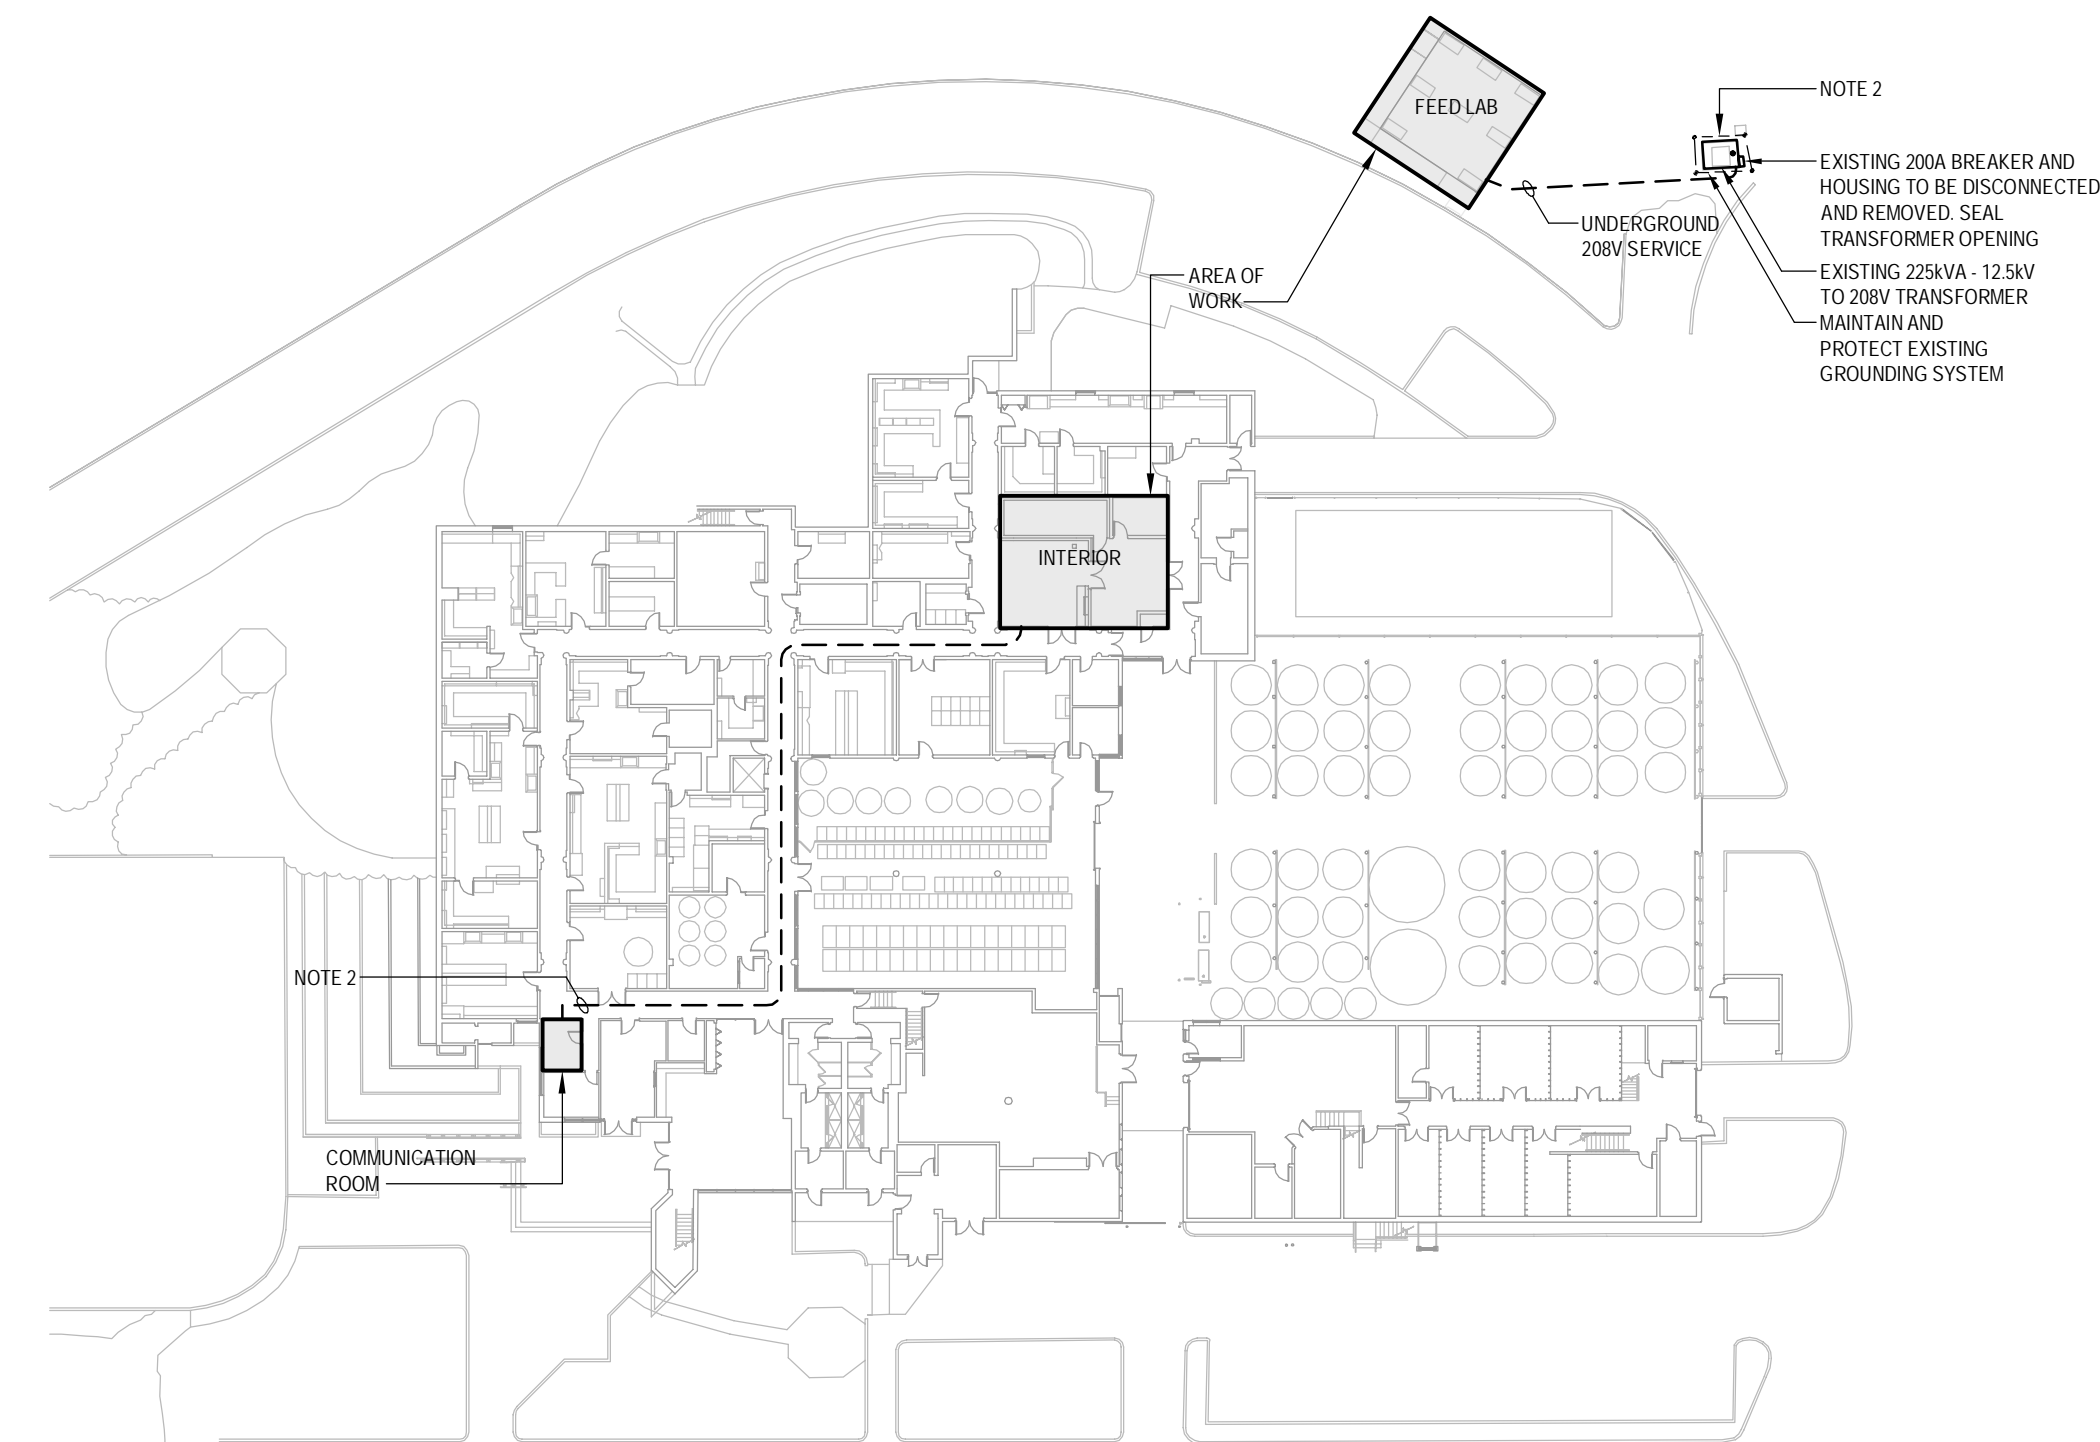 FEED LAB
NOTE 2
EXISTING 200A BREAKER AND
HOUSING TO BE DISCONNECTED
AND REMOVED. SEAL
TRANSFORMER OPENING
UNDERGROUND
208V SERVICE
EXISTING 225kVA - 12.5kV
TO 208V TRANSFORMER
AREA OF
WORK
MAINTAIN AND
PROTECT EXISTING
GROUNDING SYSTEM
INTERIOR
NOTE 2
COMMUNICATION
ROOM